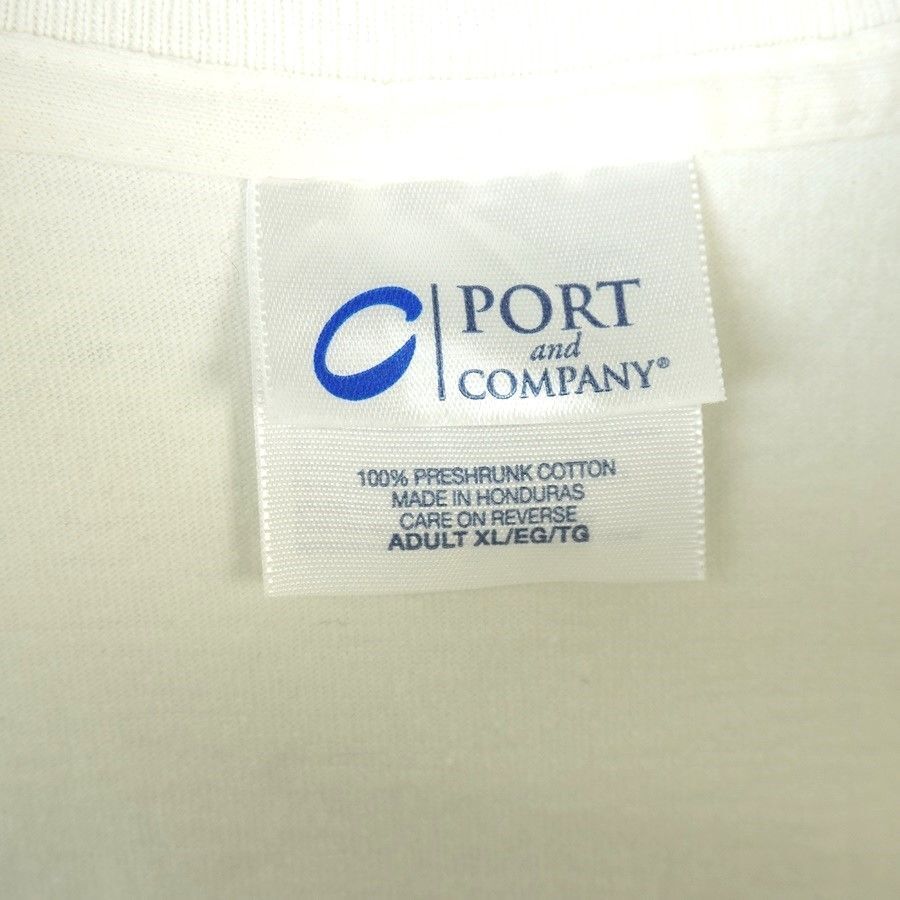 PORT
and
COMPANY®
100% PRESHRUNK COTTON
MADE IN HONDURAS
CARE ON REVERSE
ADULT XL/EG/TG